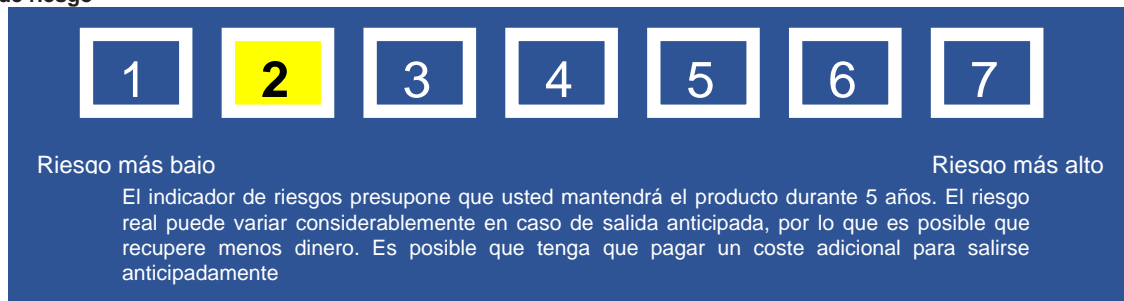 de riesgo
1 2 3 4 5 6 7
Riesgo más bajo Riesgo más alto
El indicador de riesgos presupone que usted mantendrá el producto durante 5 años. El riesgo
real puede variar considerablemente en caso de salida anticipada, por lo que es posible que
recupere menos dinero. Es posible que tenga que pagar un coste adicional para salirse
anticipadamente